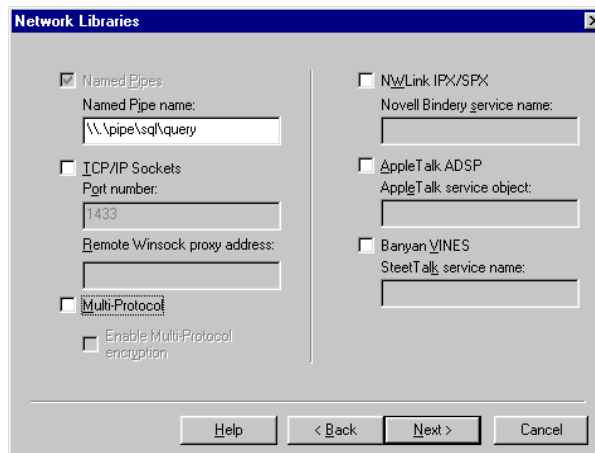 Network Libraries
Named Pipes
Named Pipe name:
\\.\pipe\sql\query
TCP/IP Sockets
Port number:
1433
Remote Winsock proxy address:
Multi-Protocol
Enable Multi-Protocol
encryption
NWLink IPX/SPX
Novell Bindery service name:
AppleTalk ADSP
AppleTalk service object:
Banyan VINES
SteetTalk service name:
Help
< Back
Next >
Cancel